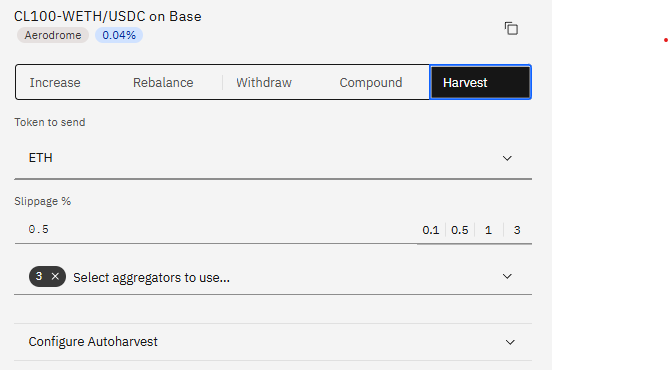 CL100-WETH/USDC on Base
Aerodrome 0.04%
Increase Rebalance Withdraw Compound Harvest
Token to send
ETH
Slippage %
0.5 0.1 0.5 1 3
3 × Select aggregators to use...
Configure Autoharvest